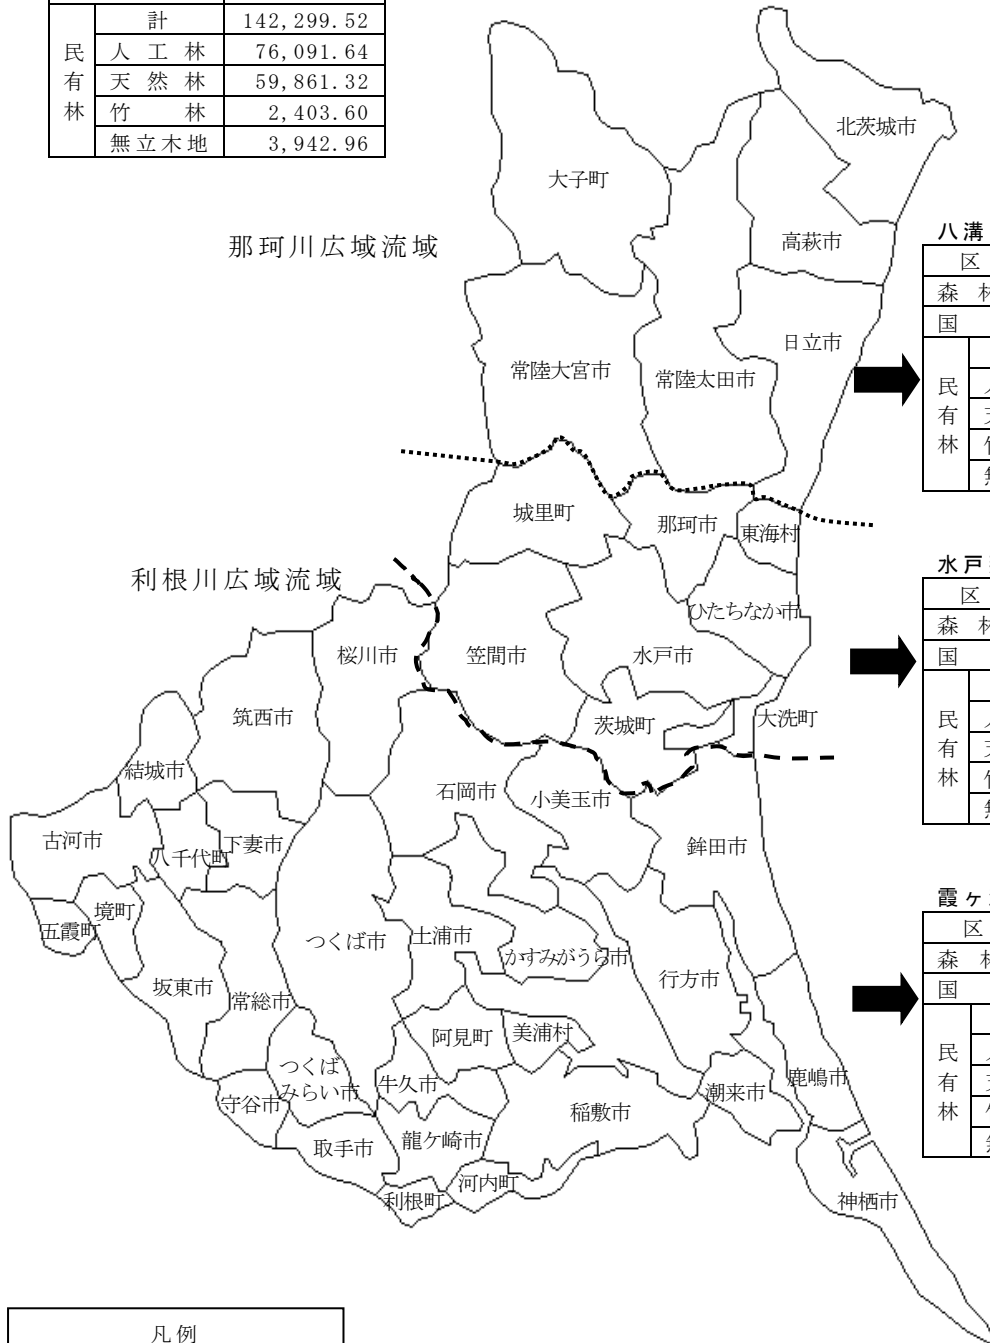 計 142,299.52
民有林
人工林 76,091.64
天然林 59,861.32
竹林 2,403.60
無立木地 3,942.96
北茨城市
大子町
那珂川広域流域
高萩市
八溝
区
森
国
民有林
日立市
常陸大宮市
常陸太田市
城里町
那珂市
東海村
水戸
区
森
国
民有林
利根川広域流域
ひたちなか市
桜川市
笠間市
水戸市
筑西市
茨城町
大洗町
結城市
石岡市
小美玉市
古河市
八千代町
下妻市
鉾田市
境町
五霞町
つくば市
土浦市
かすみがうら市
霞ヶ
区
森
国
民有林
坂東市
常総市
行方市
阿見町
美浦村
つくば
みらい市
牛久市
鹿嶋市
守谷市
稲敷市
潮来市
取手市
龍ケ崎市
河内町
利根町
神栖市
凡例